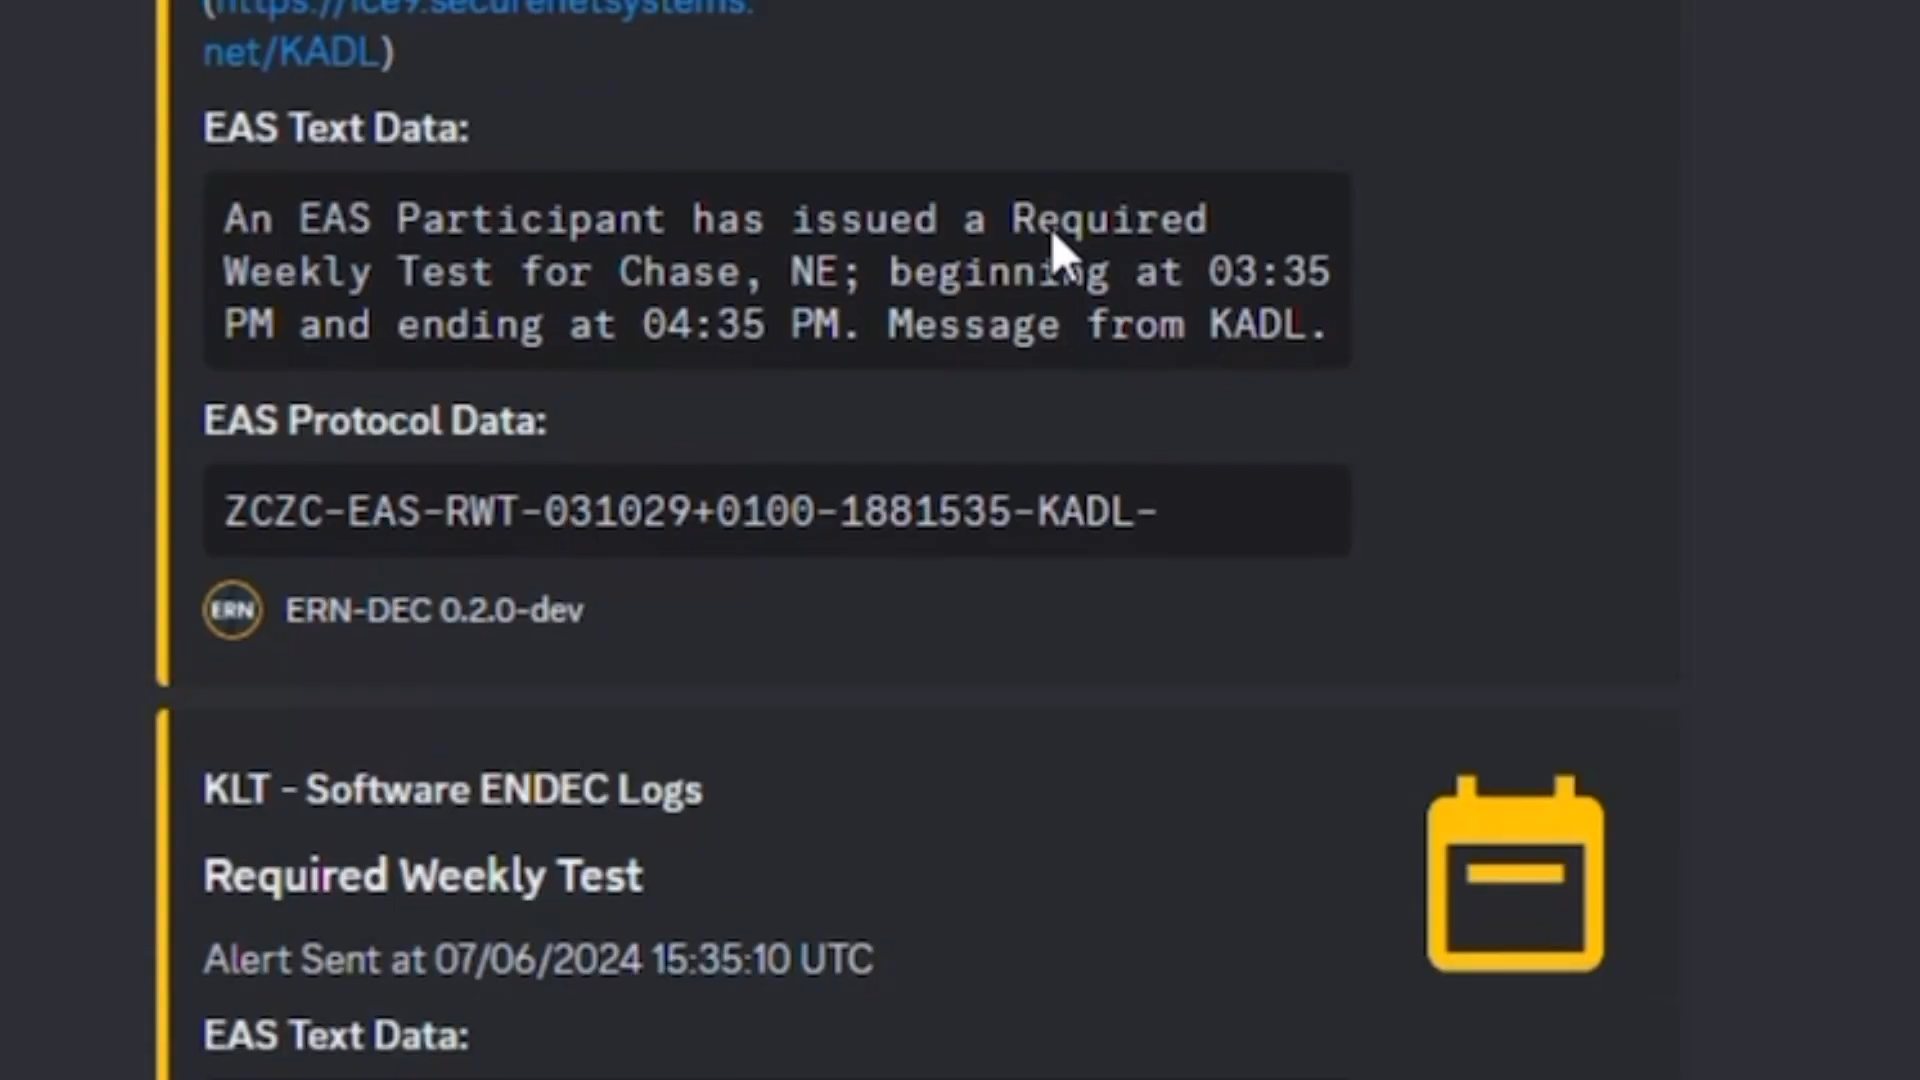 (https://ice9.securenetsystems.
net/KADL)
EAS Text Data:
An EAS Participant has issued a Required
Weekly Test for Chase, NE; beginning at 03:35
PM and ending at 04:35 PM. Message from KADL.
EAS Protocol Data:
ZCZC-EAS-RWT-031029+0100-1881535-KADL-
ERN ERN-DEC 0.2.0-dev
KLT - Software ENDEC Logs
Required Weekly Test
Alert Sent at 07/06/2024 15:35:10 UTC
EAS Text Data: